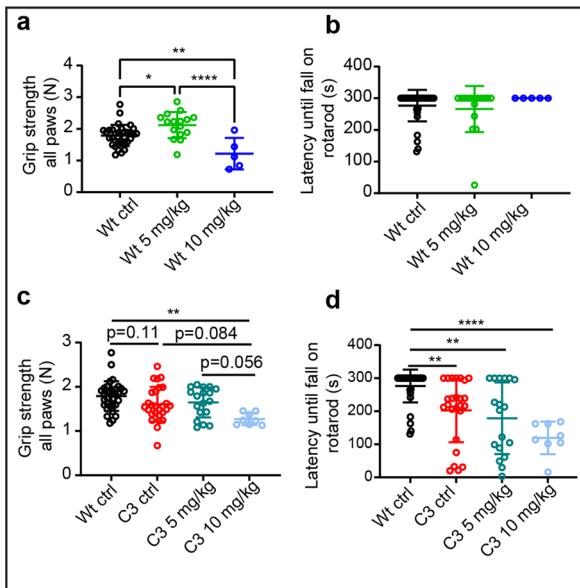 a
Grip strength
all paws (N)
4
3
2
1
0
**
*
****
Wt ctrl
Wt 5 mg/kg
Wt 10 mg/kg
b
Latency until fall on
rotarod (s)
400
300
200
100
0
Wt ctrl
Wt 5 mg/kg
Wt 10 mg/kg
c
Grip strength
all paws (N)
3
2
1
0
**
p=0.11
p=0.084
p=0.056
Wt ctrl
C3 ctrl
C3 5 mg/kg
C3 10 mg/kg
d
Latency until fall on
rotarod (s)
400
300
200
100
0
****
**
**
Wt ctrl
C3 ctrl
C3 5 mg/kg
C3 10 mg/kg